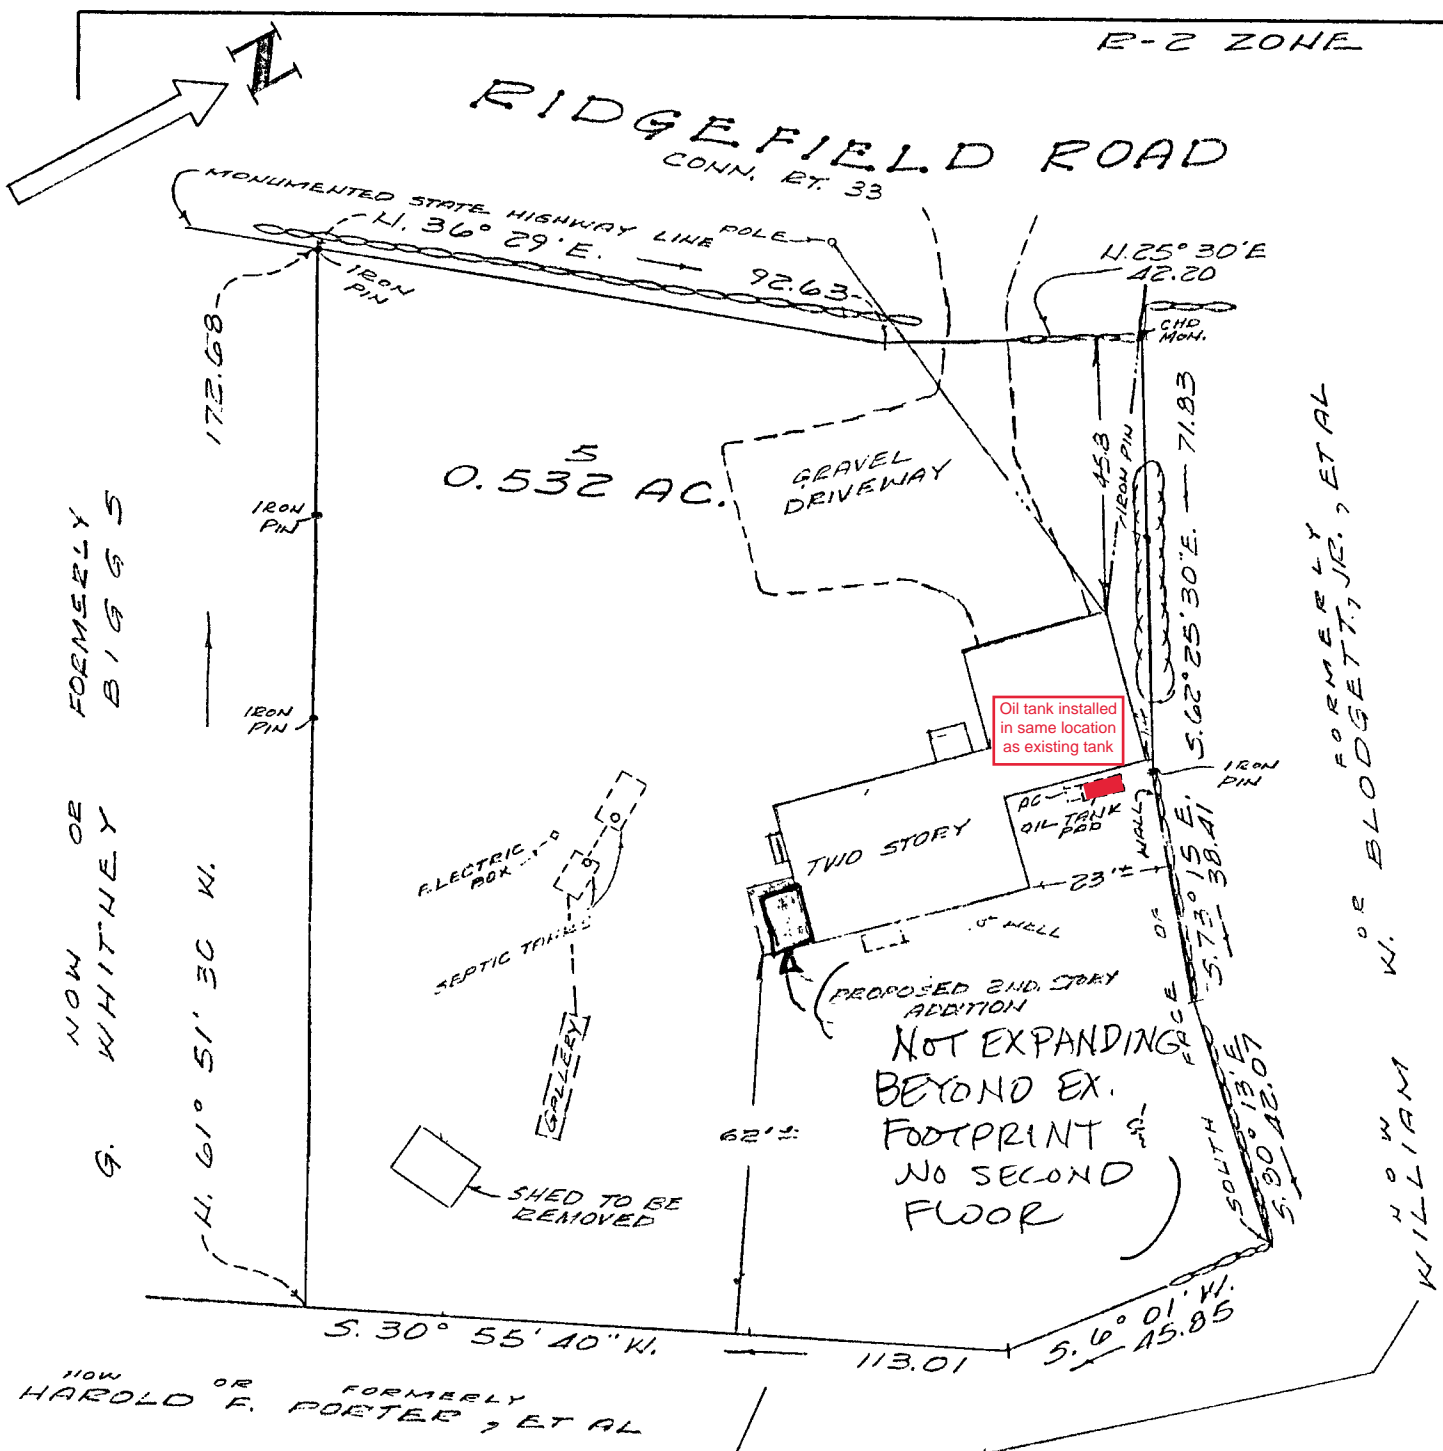 R-2 ZONE
N
RIDGEFIELD ROAD
CONN. RT. 33
MONUMENTED STATE HIGHWAY LINE
POLE
N. 36° 29' E.
92.63
N. 25° 30' E
42.20
IRON
PIN
CHD
MON.
172.68
5
0.532 AC.
GRAVEL
DRIVEWAY
45.3
IRON PIN
S. 62° 25' 30" E. — 71.83
IRON
PIN
IRON
PIN
NOW OR FORMERLY
G. WHITNEY BIGGS
N. 61° 51' 30 W.
Oil tank installed
in same location
as existing tank
IRON
PIN
AC
OIL TANK
PAD
TWO STORY
23'±
WELL
ELECTRIC
BOX
SEPTIC TANKS
GALLERY
PROPOSED 2ND. STORY
ADDITION
NOT EXPANDING
BEYOND EX.
FOOTPRINT &
NO SECOND
FLOOR
62'±
SHED TO BE
REMOVED
SOUTH FACE OF WALL
S. 73° 15 E.
38.41
S. 80° 13' E
42.07
NOW OR FORMERLY
WILLIAM W. BLODGETT, JR., ET AL
S. 6° 01' W.
45.85
S. 30° 55' 40" W.
113.01
NOW OR FORMERLY
HAROLD F. PORTER, ET AL